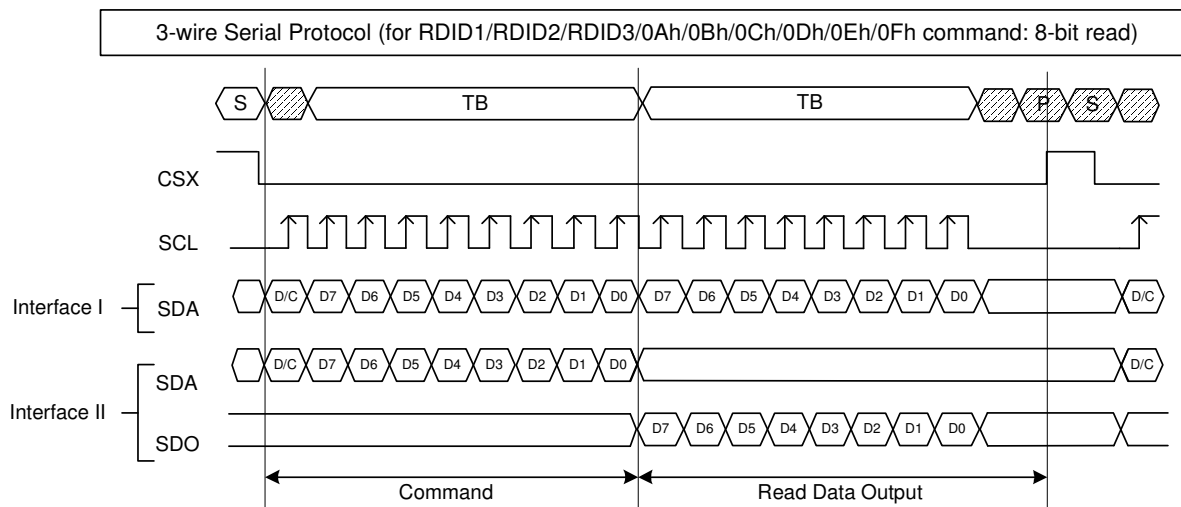 3-wire Serial Protocol (for RDID1/RDID2/RDID3/0Ah/0Bh/0Ch/0Dh/0Eh/0Fh command: 8-bit read)
S TB TB P S
CSX
SCL
Interface I SDA D/C D7 D6 D5 D4 D3 D2 D1 D0 D7 D6 D5 D4 D3 D2 D1 D0 D/C
SDA D/C D7 D6 D5 D4 D3 D2 D1 D0 D/C
Interface II
SDO D7 D6 D5 D4 D3 D2 D1 D0
Command Read Data Output